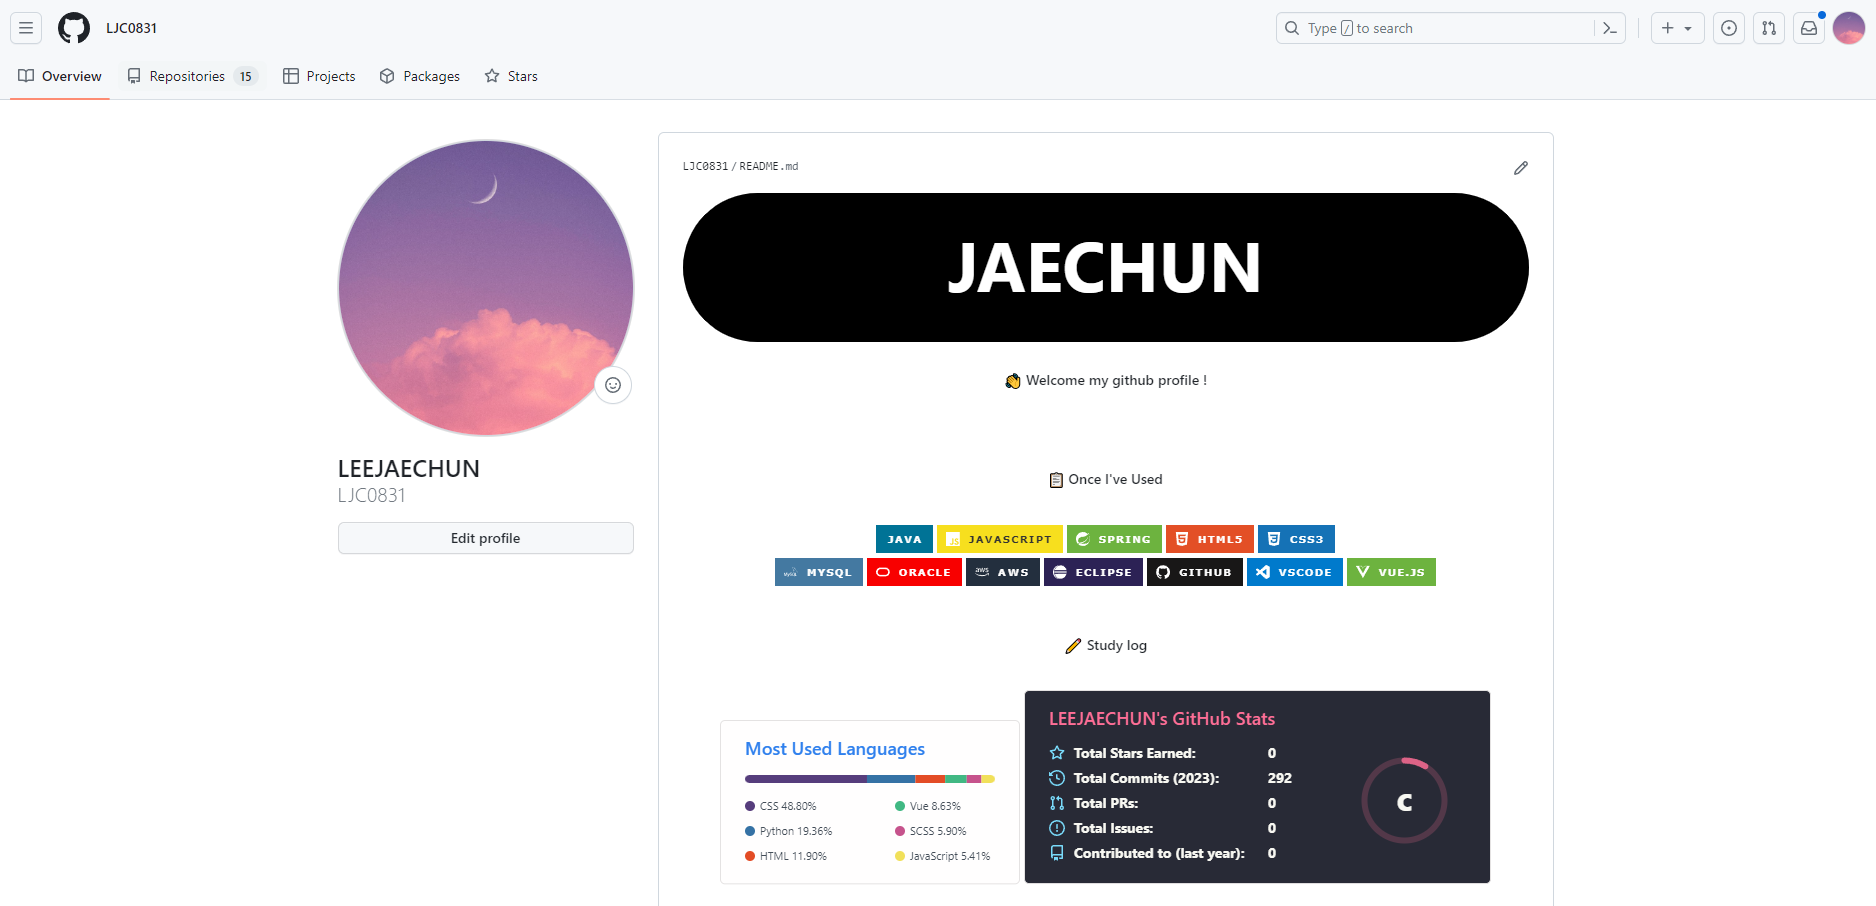 LJC0831
Type / to search
Overview
Repositories 15
Projects
Packages
Stars
LEEJAECHUN
LJC0831
Edit profile
LJC0831 / README.md
JAECHUN
👏 Welcome my github profile !
📋 Once I've Used
JAVA
JS JAVASCRIPT
SPRING
HTML5
CSS3
MySQL MYSQL
ORACLE
aws AWS
ECLIPSE
GITHUB
VSCODE
VUE.JS
✏️ Study log
Most Used Languages
CSS 48.80%
Python 19.36%
HTML 11.90%
Vue 8.63%
SCSS 5.90%
JavaScript 5.41%
LEEJAECHUN's GitHub Stats
Total Stars Earned: 0
Total Commits (2023): 292
Total PRs: 0
Total Issues: 0
Contributed to (last year): 0
C